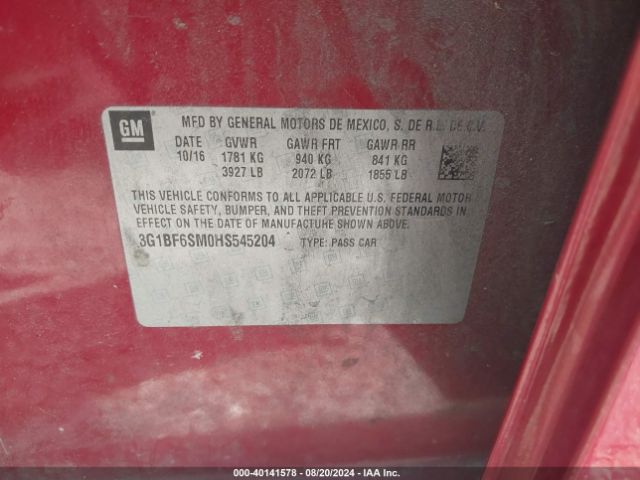 GM
MFD BY GENERAL MOTORS DE MEXICO, S. DE R.L. DE C.V.
DATE GVWR GAWR FRT GAWR RR
10/16 1781 KG 940 KG 841 KG
3927 LB 2072 LB 1855 LB
THIS VEHICLE CONFORMS TO ALL APPLICABLE U.S. FEDERAL MOTOR
VEHICLE SAFETY, BUMPER, AND THEFT PREVENTION STANDARDS IN
EFFECT ON THE DATE OF MANUFACTURE SHOWN ABOVE.
3G1BF6SM0HS545204 TYPE: PASS CAR
000-40141578 - 08/20/2024 - IAA Inc.